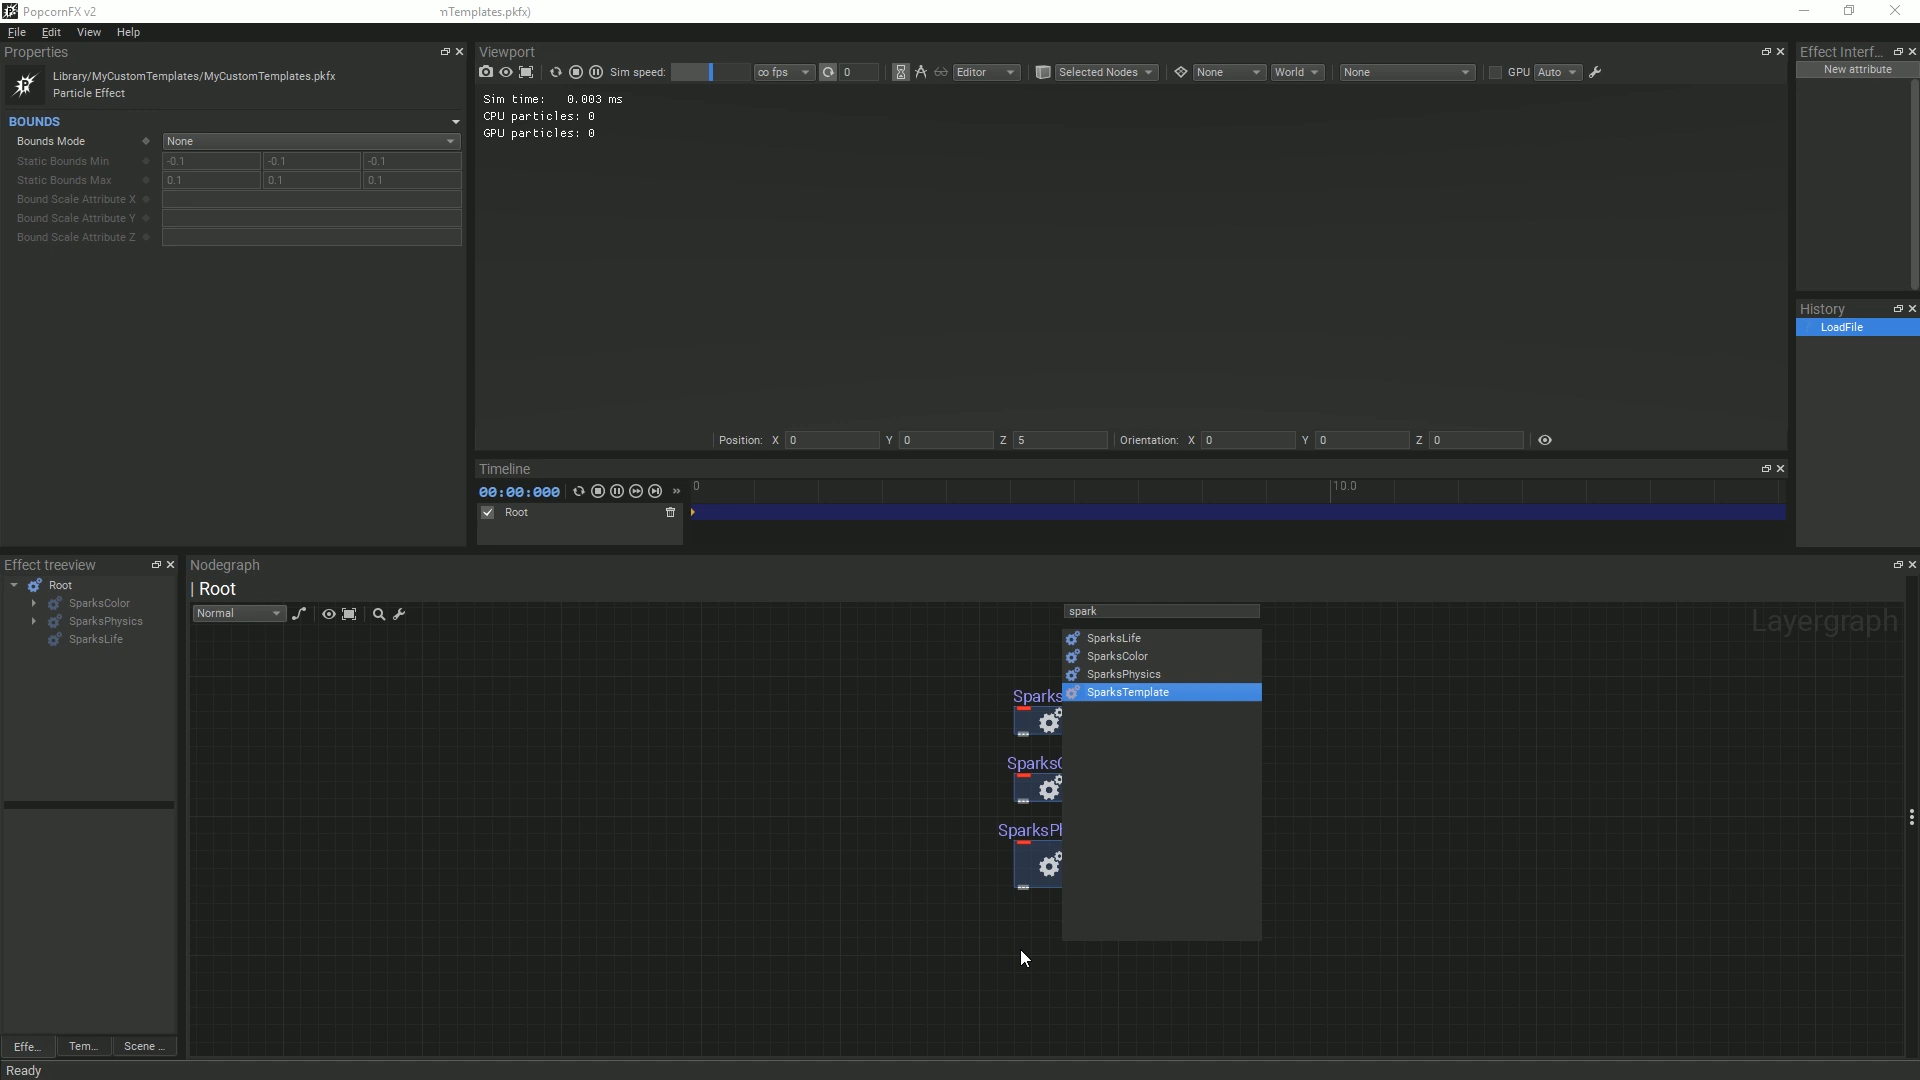 PopcornFX v2
nTemplates.pkfx)
File Edit View Help
Properties
Library/MyCustomTemplates/MyCustomTemplates.pkfx
Particle Effect
BOUNDS
Bounds Mode None
Static Bounds Min -0.1 -0.1 -0.1
Static Bounds Max 0.1 0.1 0.1
Bound Scale Attribute X
Bound Scale Attribute Y
Bound Scale Attribute Z
Viewport
Sim speed: ∞ fps 0 Editor Selected Nodes None World None GPU Auto
Sim time: 0.003 ms
CPU particles: 0
GPU particles: 0
Position: X 0 Y 0 Z 5 Orientation: X 0 Y 0 Z 0
Timeline
00:00:000 » 0 10.0
Root
Effect Interf...
New attribute
History
LoadFile
Effect treeview
Root
SparksColor
SparksPhysics
SparksLife
Effe... Tem... Scene ...
Nodegraph
| Root
Normal
Layergraph
spark
SparksLife
SparksColor
SparksPhysics
SparksTemplate
Sparks
Sparks
SparksP
Ready